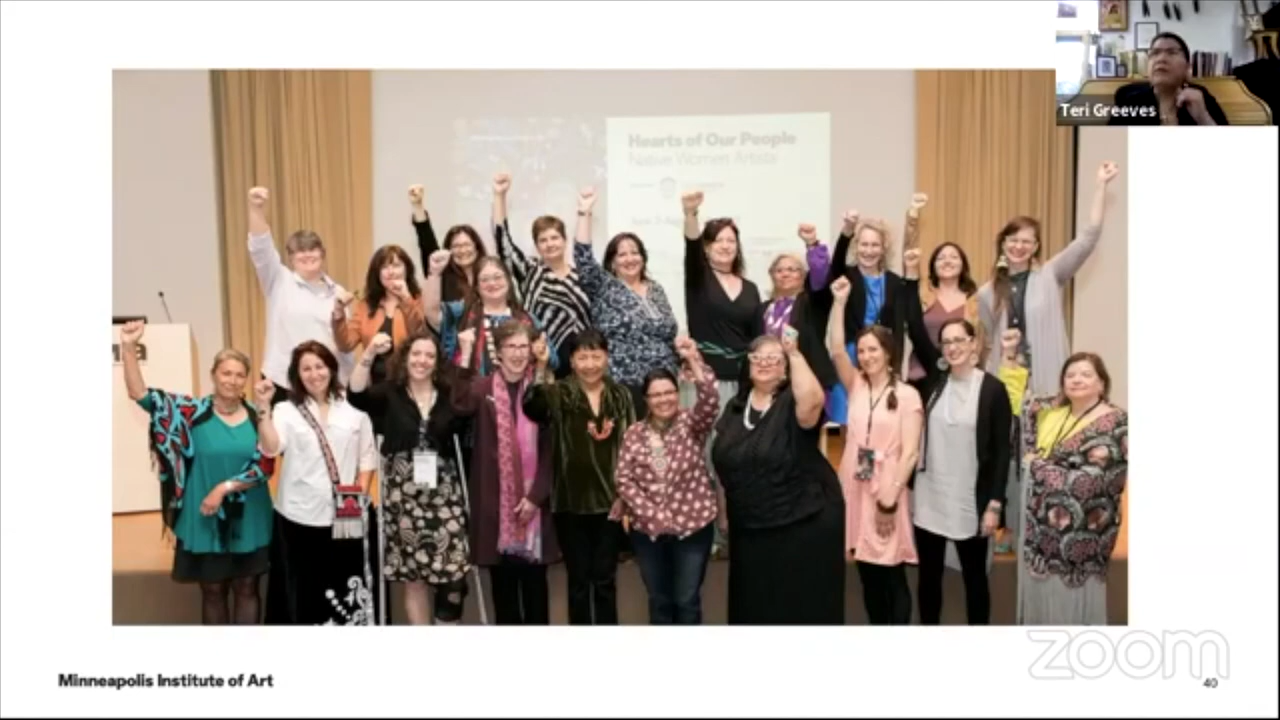 Teri Greeves
Hearts of Our People
Native Women Artists
Minneapolis Institute of Art
zoom
40